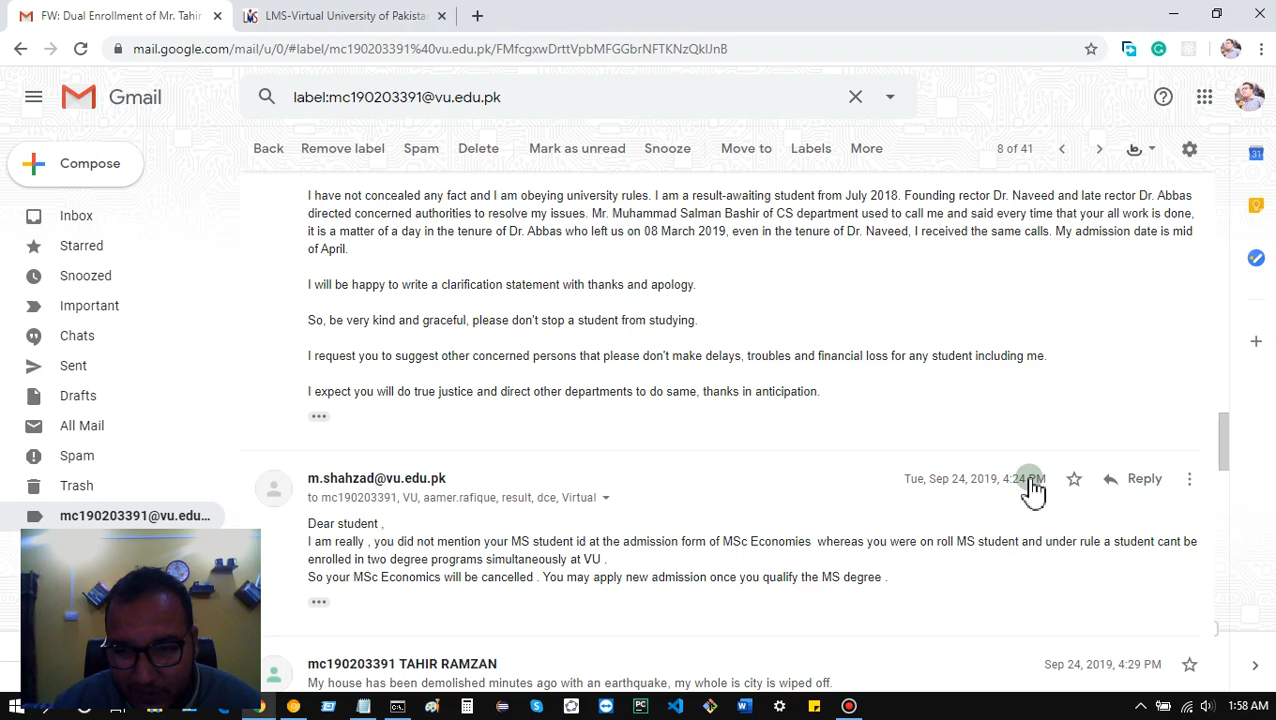 FW: Dual Enrollment of Mr. Tahir
LMS-Virtual University of Pakistan
mail.google.com/mail/u/0/#label/mc190203391%40vu.edu.pk/FMfcgxwDrttVpbMFGGbrNFTKNzQklJnB
Gmail
label:mc190203391@vu.edu.pk
Compose
Back
Remove label
Spam
Delete
Mark as unread
Snooze
Move to
Labels
More
8 of 41
Inbox
Starred
Snoozed
Important
Chats
Sent
Drafts
All Mail
Spam
Trash
mc190203391@vu.edu...
I have not concealed any fact and I am obeying university rules. I am a result-awaiting student from July 2018. Founding rector Dr. Naveed and late rector Dr. Abbas
directed concerned authorities to resolve my issues. Mr. Muhammad Salman Bashir of CS department used to call me and said every time that your all work is done,
it is a matter of a day in the tenure of Dr. Abbas who left us on 08 March 2019, even in the tenure of Dr. Naveed, I received the same calls. My admission date is mid
of April.
I will be happy to write a clarification statement with thanks and apology.
So, be very kind and graceful, please don't stop a student from studying.
I request you to suggest other concerned persons that please don't make delays, troubles and financial loss for any student including me.
I expect you will do true justice and direct other departments to do same, thanks in anticipation.
m.shahzad@vu.edu.pk
Tue, Sep 24, 2019, 4:24 PM
Reply
to mc190203391, VU, aamer.rafique, result, dce, Virtual
Dear student ,
I am really , you did not mention your MS student id at the admission form of MSc Economies whereas you were on roll MS student and under rule a student cant be
enrolled in two degree programs simultaneously at VU .
So your MSc Economics will be cancelled . You may apply new admission once you qualify the MS degree .
mc190203391 TAHIR RAMZAN
Sep 24, 2019, 4:29 PM
My house has been demolished minutes ago with an earthquake, my whole is city is wiped off.
1:58 AM